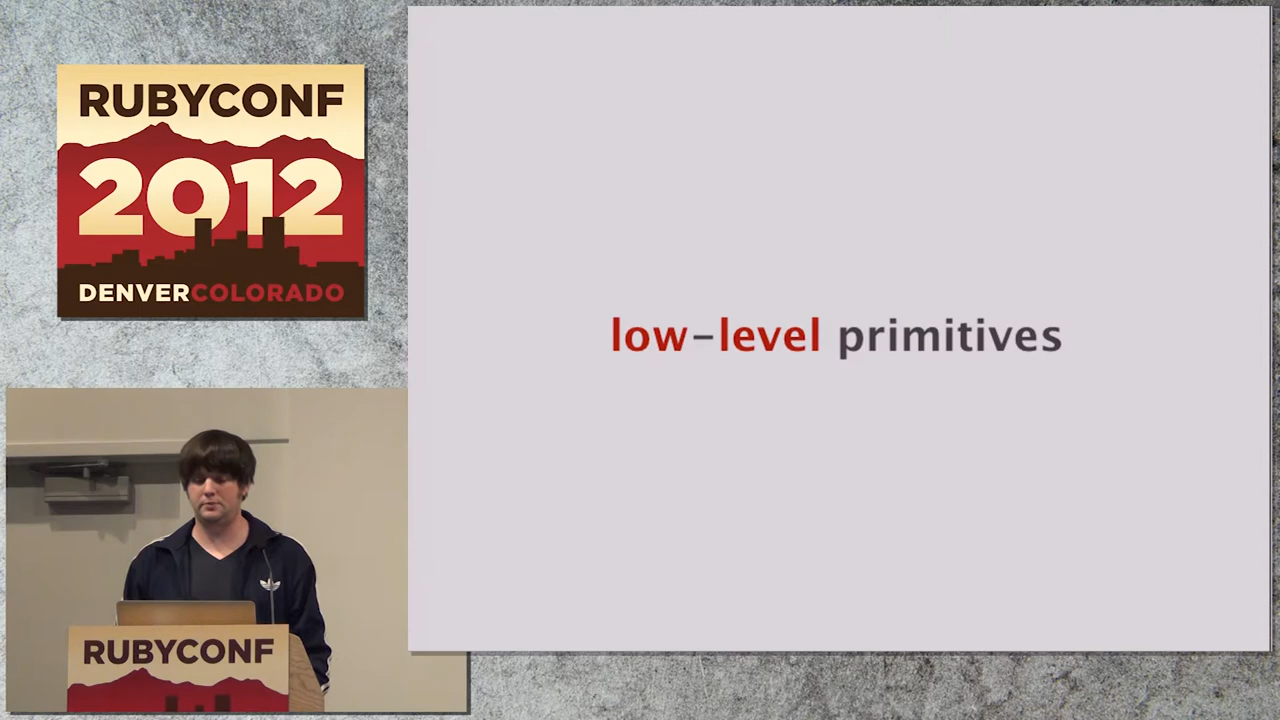 RUBYCONF
2012
DENVERCOLORADO
low-level primitives
RUBYCONF